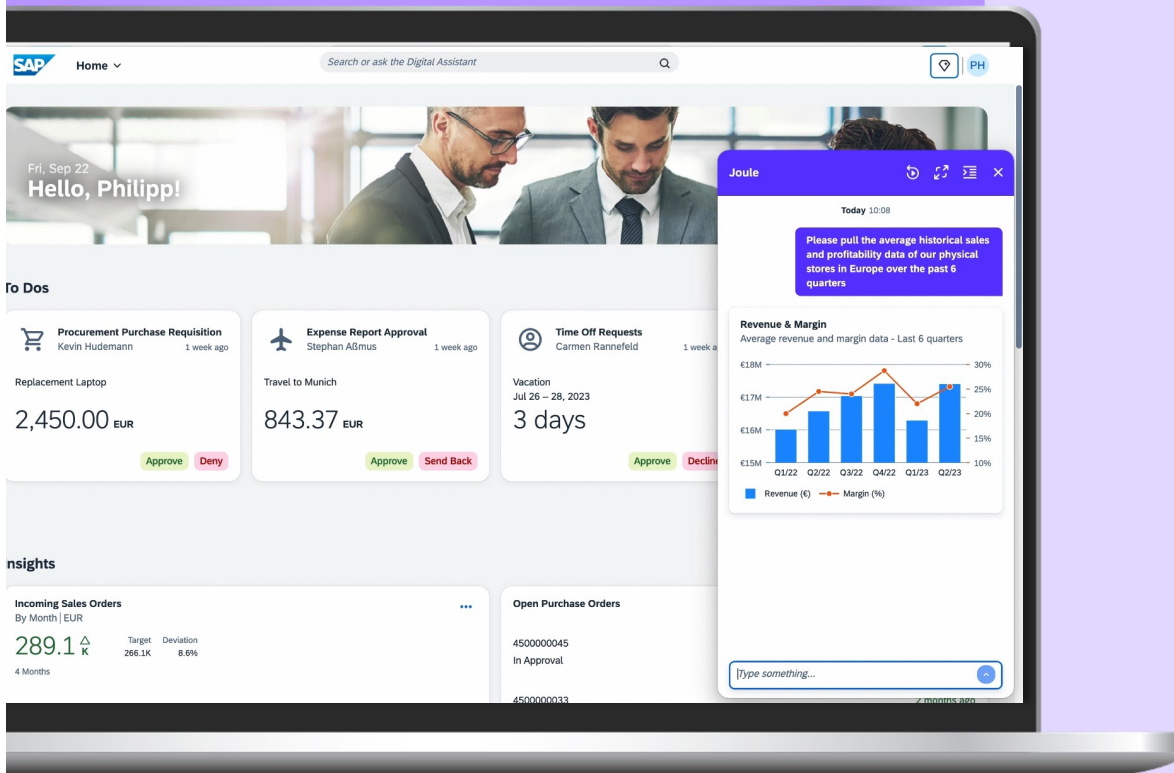 SAP
Home
Search or ask the Digital Assistant
PH
Fri, Sep 22
Hello, Philipp!
To Dos
Procurement Purchase Requisition
Kevin Hudemann
1 week ago
Replacement Laptop
2,450.00 EUR
Approve
Deny
Expense Report Approval
Stephan Aßmus
1 week ago
Travel to Munich
843.37 EUR
Approve
Send Back
Time Off Requests
Carmen Rannefeld
1 week a
Vacation
Jul 26 – 28, 2023
3 days
Approve
Decline
nsights
Incoming Sales Orders
By Month | EUR
289.1 K
Target
266.1K
Deviation
8.6%
4 Months
Open Purchase Orders
4500000045
In Approval
4500000033
2 months ago
Joule
Today 10:08
Please pull the average historical sales
and profitability data of our physical
stores in Europe over the past 6
quarters
Revenue & Margin
Average revenue and margin data - Last 6 quarters
€18M
€17M
€16M
€15M
30%
25%
20%
15%
10%
Q1/22 Q2/22 Q3/22 Q4/22 Q1/23 Q2/23
Revenue (€) Margin (%)
Type something...